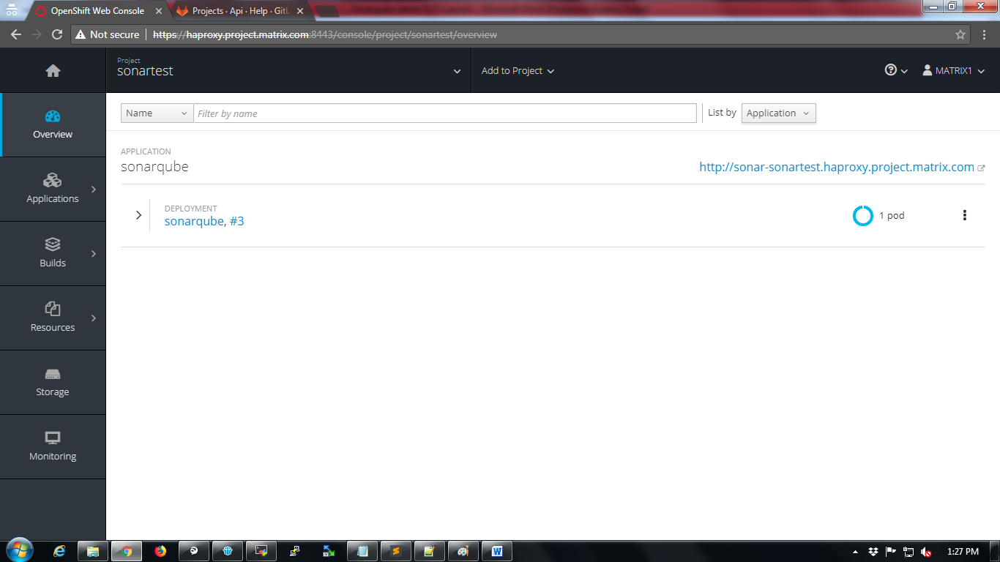 OpenShift Web Console
Projects · Api · Help · GitL
Not secure
https://haproxy.project.matrix.com:8443/console/project/sonartest/overview
Project
sonartest
Add to Project
MATRIX1
Name
Filter by name
List by
Application
Overview
Applications
Builds
Resources
Storage
Monitoring
APPLICATION
sonarqube
http://sonar-sonartest.haproxy.project.matrix.com
DEPLOYMENT
sonarqube, #3
1 pod
1:27 PM